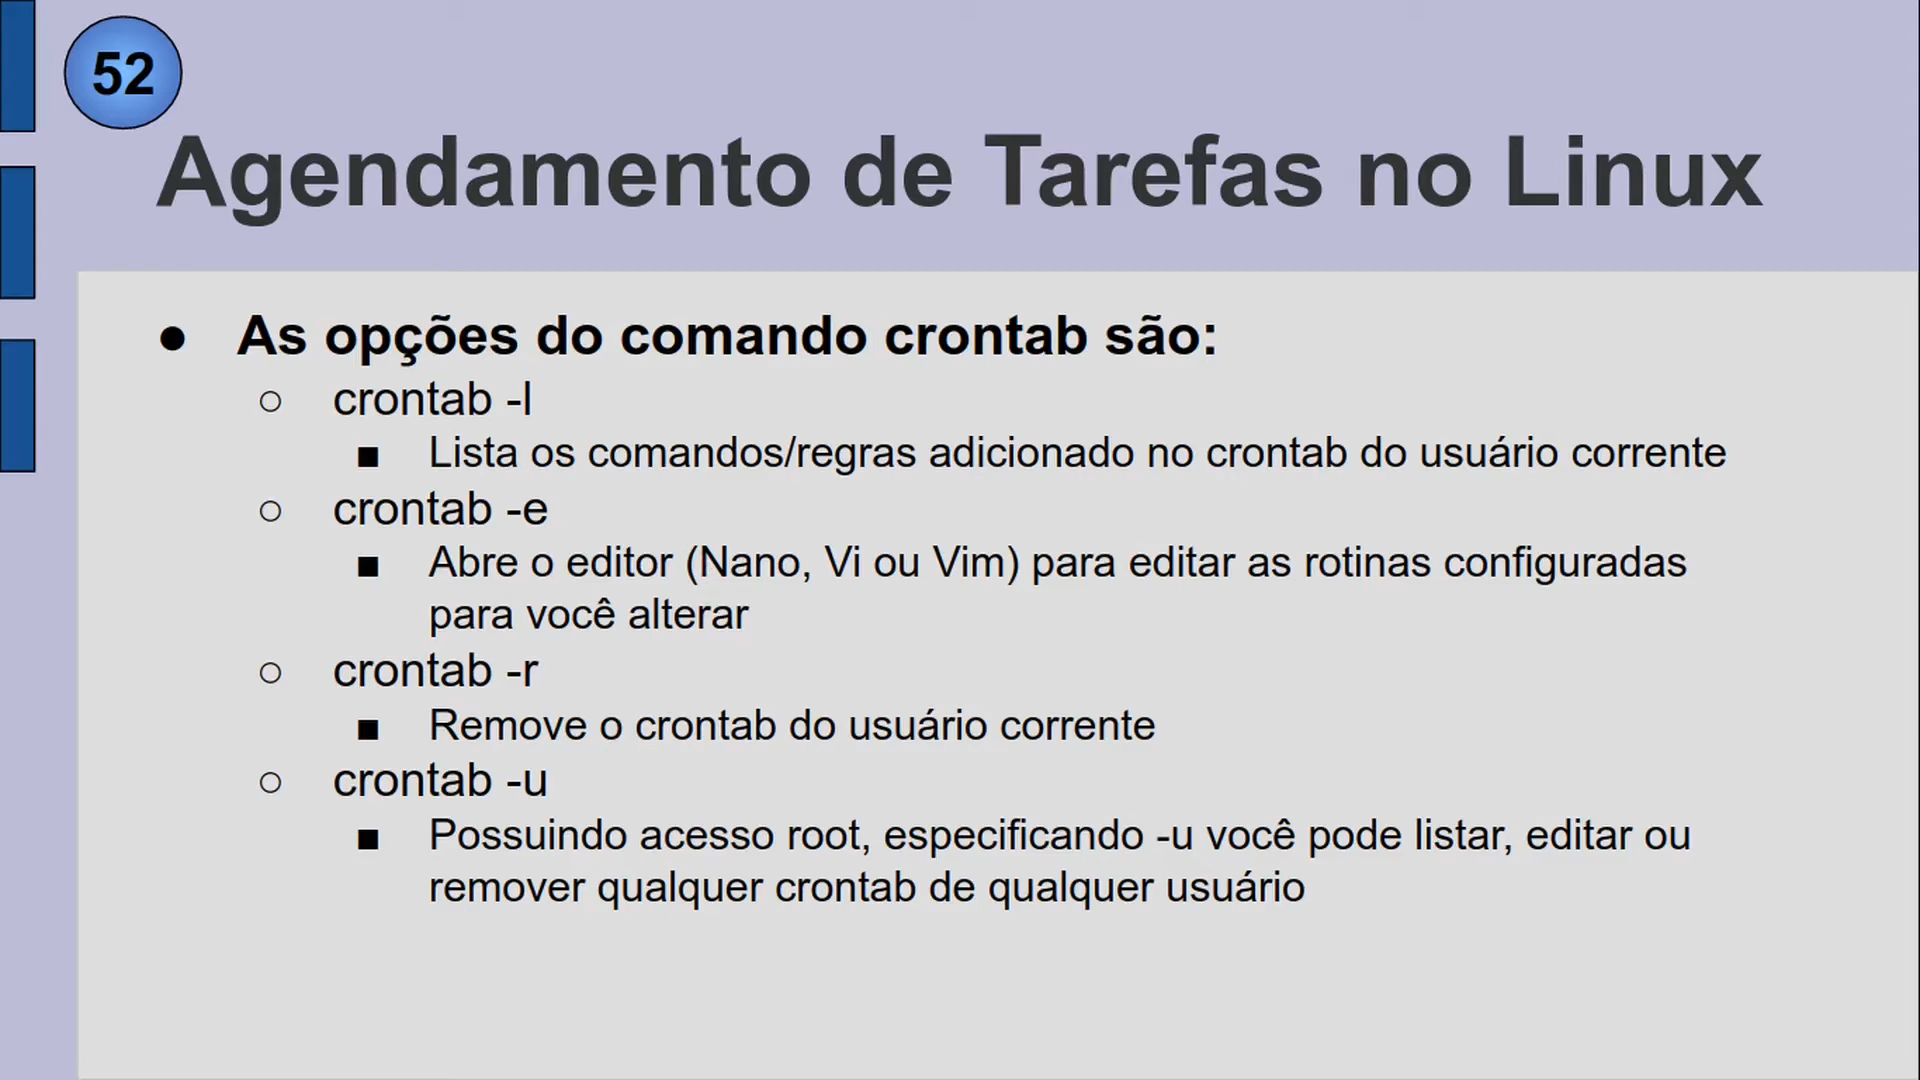 52
Agendamento de Tarefas no Linux
● As opções do comando crontab são:
○ crontab -l
■ Lista os comandos/regras adicionado no crontab do usuário corrente
○ crontab -e
■ Abre o editor (Nano, Vi ou Vim) para editar as rotinas configuradas
para você alterar
○ crontab -r
■ Remove o crontab do usuário corrente
○ crontab -u
■ Possuindo acesso root, especificando -u você pode listar, editar ou
remover qualquer crontab de qualquer usuário